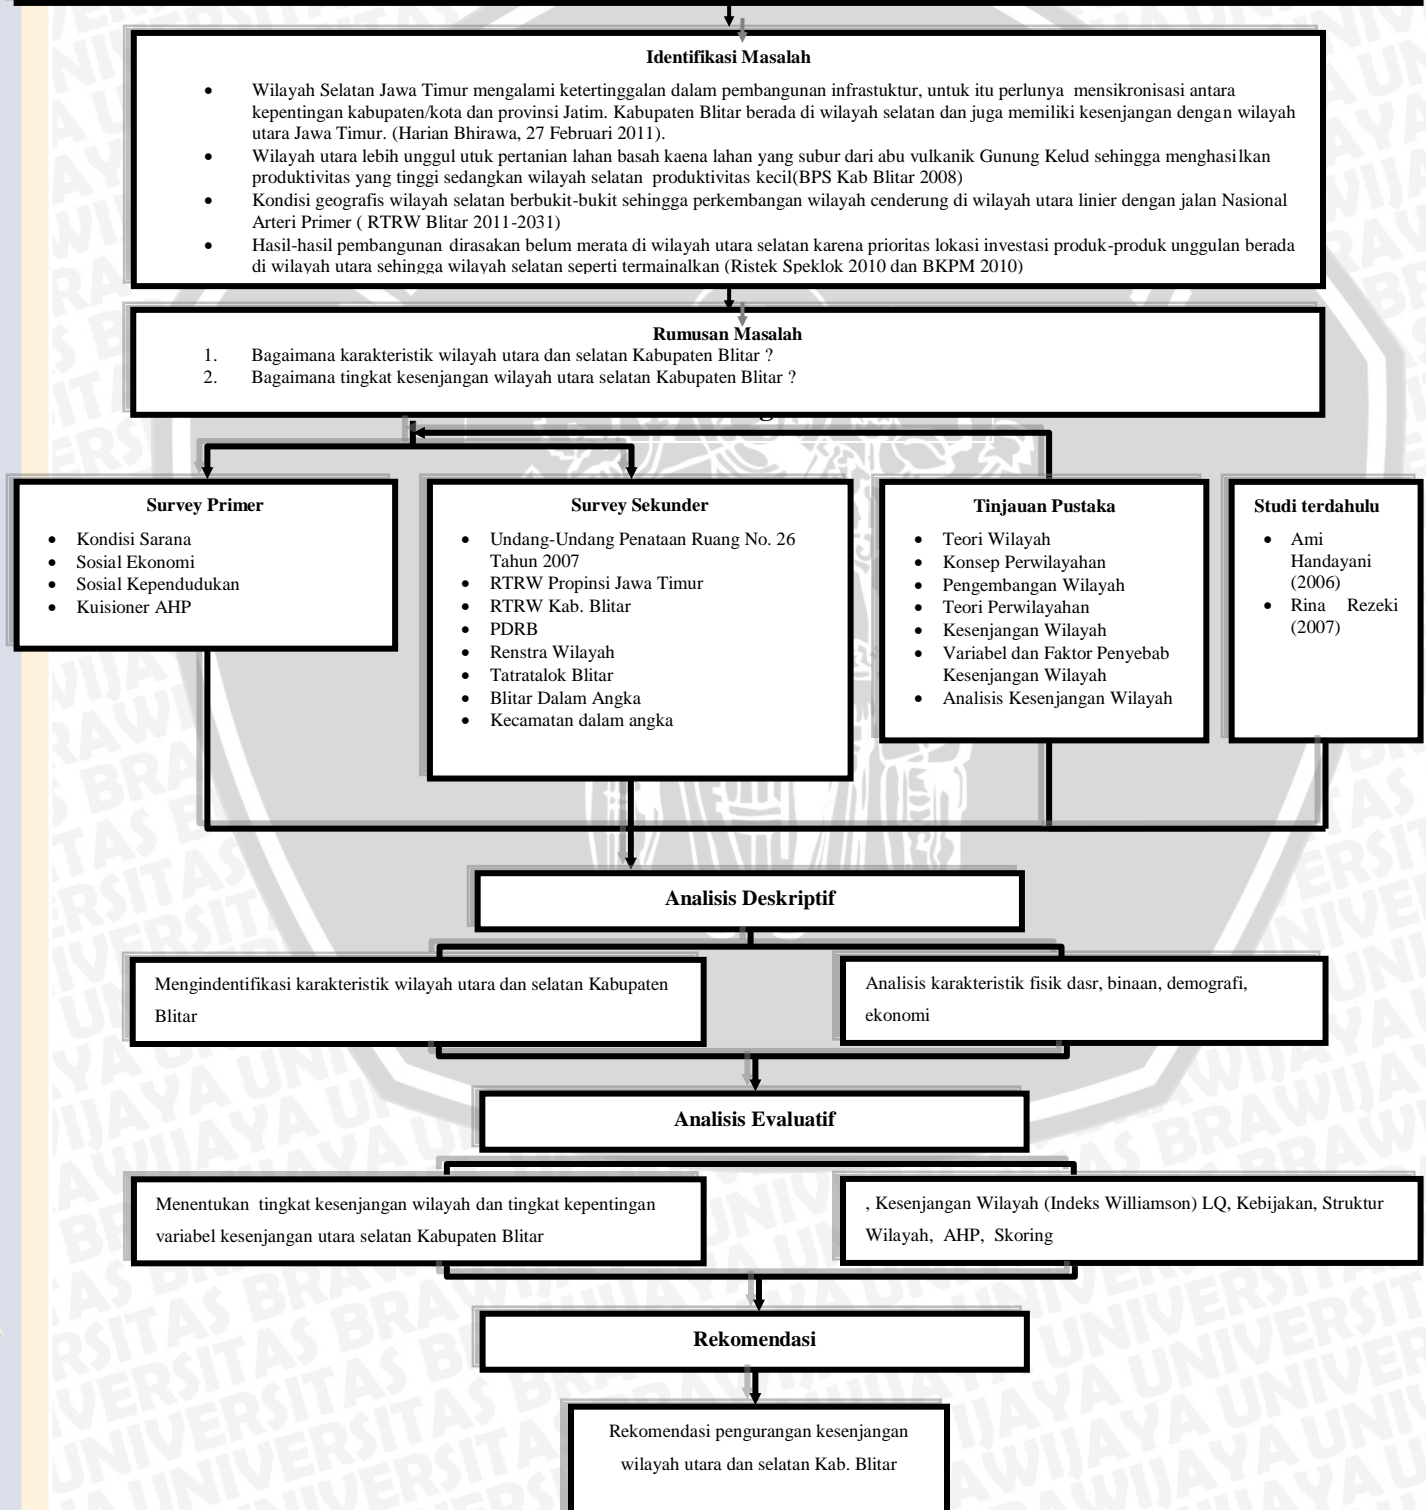 Identifikasi Masalah
• Wilayah Selatan Jawa Timur mengalami ketertinggalan dalam pembangunan infrastuktur, untuk itu perlunya mensikronisasi antara
kepentingan kabupaten/kota dan provinsi Jatim. Kabupaten Blitar berada di wilayah selatan dan juga memiliki kesenjangan dengan wilayah
utara Jawa Timur. (Harian Bhirawa, 27 Februari 2011).
• Wilayah utara lebih unggul utuk pertanian lahan basah kaena lahan yang subur dari abu vulkanik Gunung Kelud sehingga menghasilkan
produktivitas yang tinggi sedangkan wilayah selatan produktivitas kecil(BPS Kab Blitar 2008)
• Kondisi geografis wilayah selatan berbukit-bukit sehingga perkembangan wilayah cenderung di wilayah utara linier dengan jalan Nasional
Arteri Primer ( RTRW Blitar 2011-2031)
• Hasil-hasil pembangunan dirasakan belum merata di wilayah utara selatan karena prioritas lokasi investasi produk-produk unggulan berada
di wilayah utara sehingga wilayah selatan seperti termainalkan (Ristek Speklok 2010 dan BKPM 2010)
Rumusan Masalah
1. Bagaimana karakteristik wilayah utara dan selatan Kabupaten Blitar ?
2. Bagaimana tingkat kesenjangan wilayah utara selatan Kabupaten Blitar ?
Survey Primer
• Kondisi Sarana
• Sosial Ekonomi
• Sosial Kependudukan
• Kuisioner AHP
Survey Sekunder
• Undang-Undang Penataan Ruang No. 26
Tahun 2007
• RTRW Propinsi Jawa Timur
• RTRW Kab. Blitar
• PDRB
• Renstra Wilayah
• Tatratalok Blitar
• Blitar Dalam Angka
• Kecamatan dalam angka
Tinjauan Pustaka
• Teori Wilayah
• Konsep Perwilayahan
• Pengembangan Wilayah
• Teori Perwilayahan
• Kesenjangan Wilayah
• Variabel dan Faktor Penyebab
Kesenjangan Wilayah
• Analisis Kesenjangan Wilayah
Studi terdahulu
• Ami
Handayani
(2006)
• Rina Rezeki
(2007)
Analisis Deskriptif
Mengindentifikasi karakteristik wilayah utara dan selatan Kabupaten
Blitar
Analisis karakteristik fisik dasr, binaan, demografi,
ekonomi
Analisis Evaluatif
Menentukan tingkat kesenjangan wilayah dan tingkat kepentingan
variabel kesenjangan utara selatan Kabupaten Blitar
, Kesenjangan Wilayah (Indeks Williamson) LQ, Kebijakan, Struktur
Wilayah, AHP, Skoring
Rekomendasi
Rekomendasi pengurangan kesenjangan
wilayah utara dan selatan Kab. Blitar